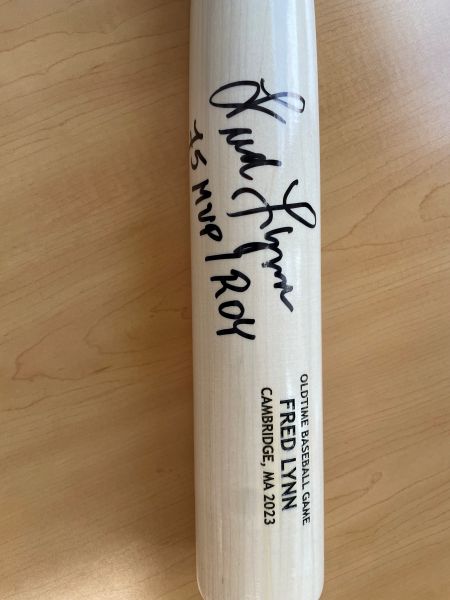 Fred Lynn
75 MVP/ROY
OLDTIME BASEBALL GAME
FRED LYNN
CAMBRIDGE, MA 2023